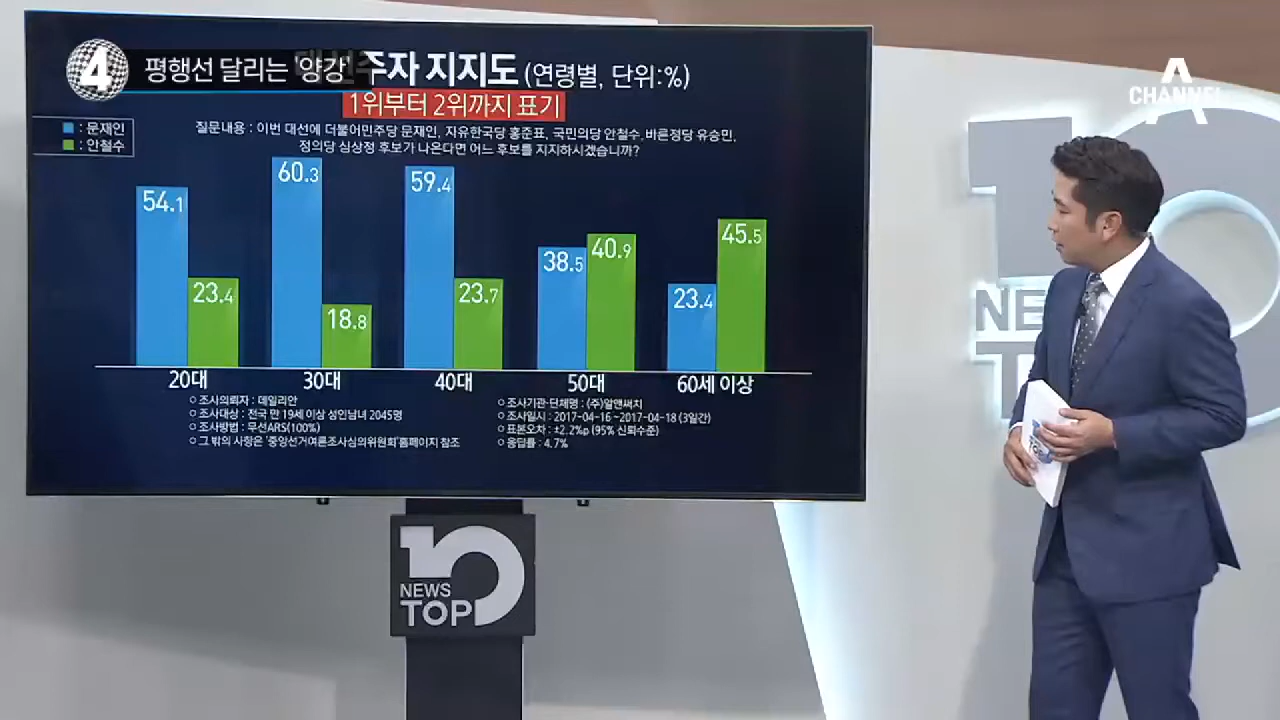 4 평행선 달리는 '양강'
주자 지지도 (연령별, 단위:%)
1위부터 2위까지 표기
: 문재인
: 안철수
질문내용 : 이번 대선에 더불어민주당 문재인, 자유한국당 홍준표, 국민의당 안철수, 바른정당 유승민,
정의당 심상정 후보가 나온다면 어느 후보를 지지하시겠습니까?
54.1 23.4 60.3 18.8 59.4 23.7 38.5 40.9 23.4 45.5
20대 30대 40대 50대 60세 이상
조사의뢰자 : 데일리안
조사대상 : 전국 만 19세 이상 성인남녀 2045명
조사방법 : 무선ARS(100%)
그 밖의 사항은 '중앙선거여론조사심의위원회'홈페이지 참조
조사기관·단체명 : (주)알앤써치
조사일시 : 2017-04-16 ~2017-04-18 (3일간)
표본오차 : ±2.2%p (95% 신뢰수준)
응답률 : 4.7%
10
NEWS
TOP
CHANNEL A
10
NE
T